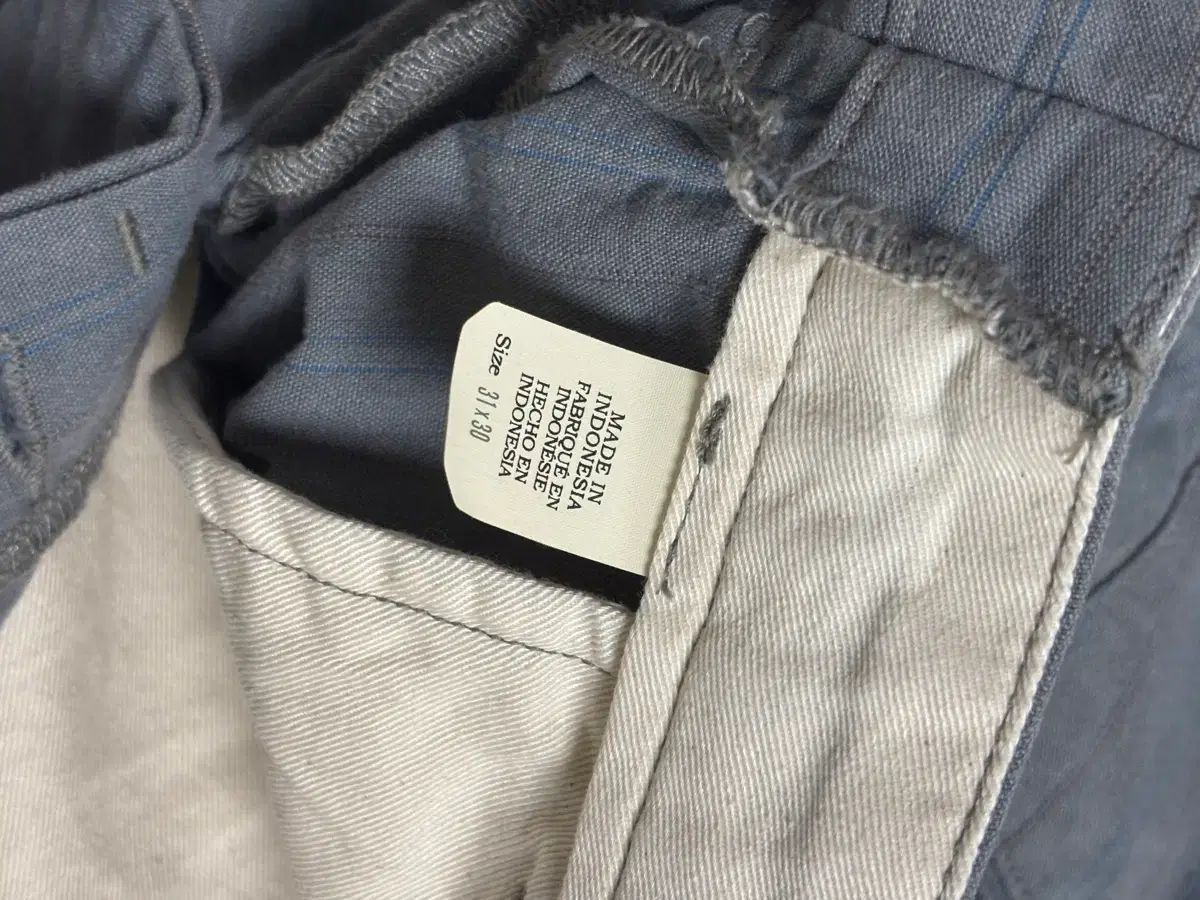 MADE IN
INDONESIA
FABRIQUÉ EN
INDONÉSIE
HECHO EN
INDONESIA
Size 31 x 30